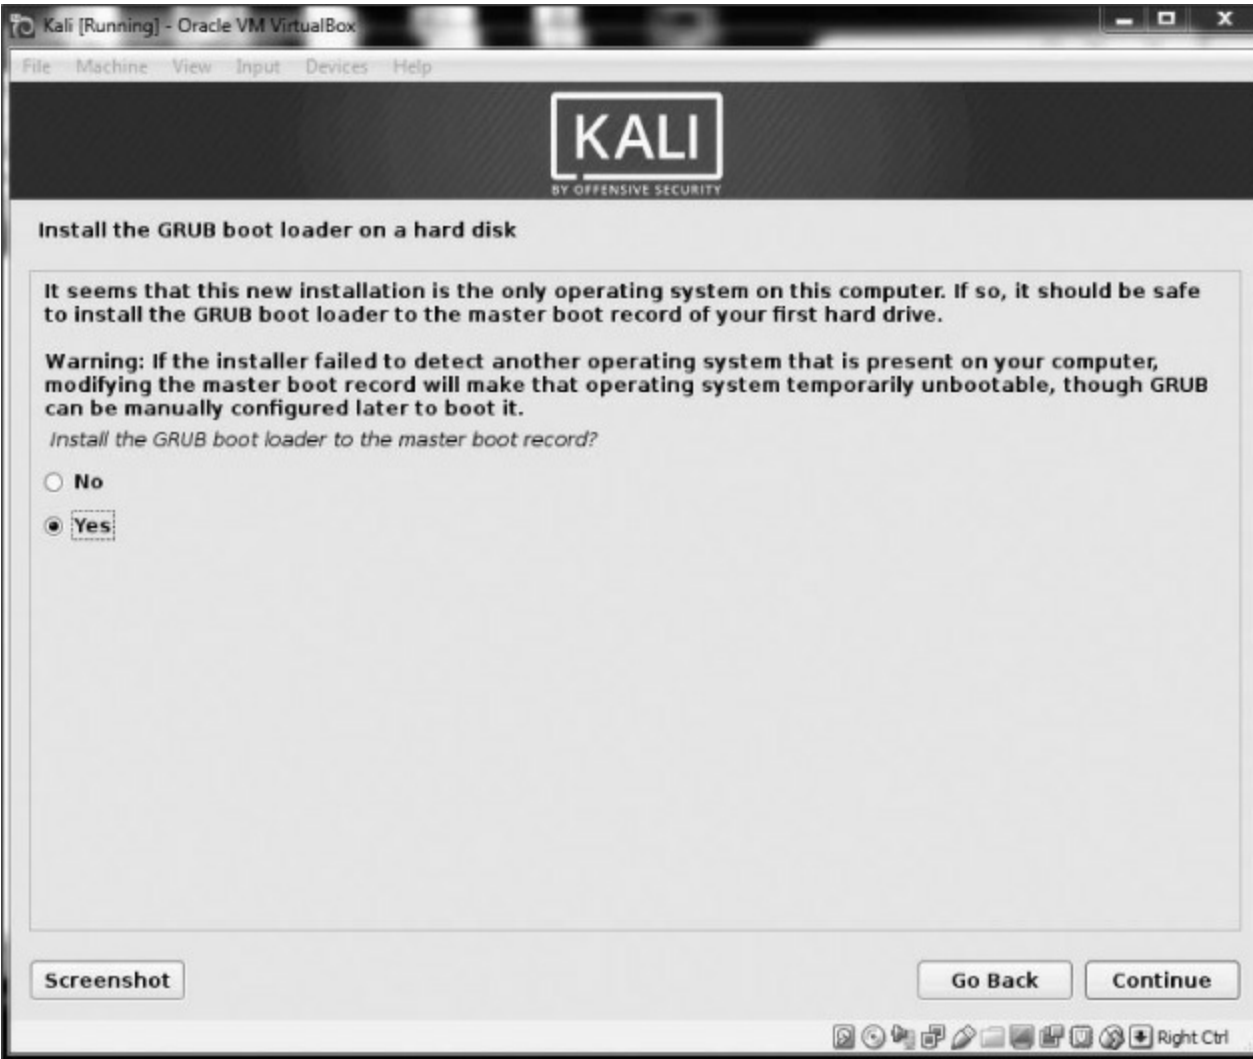 Kali [Running] - Oracle VM VirtualBox
File Machine View Input Devices Help
KALI
BY OFFENSIVE SECURITY
Install the GRUB boot loader on a hard disk
It seems that this new installation is the only operating system on this computer. If so, it should be safe
to install the GRUB boot loader to the master boot record of your first hard drive.
Warning: If the installer failed to detect another operating system that is present on your computer,
modifying the master boot record will make that operating system temporarily unbootable, though GRUB
can be manually configured later to boot it.
Install the GRUB boot loader to the master boot record?
No
Yes
Screenshot Go Back Continue
Right Ctrl